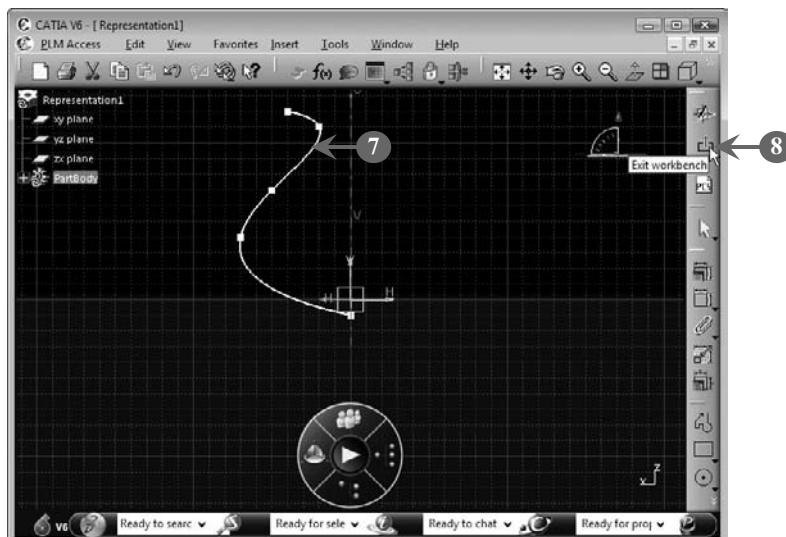 CATIA V6 - [ Representation1]
PLM Access Edit View Favorites Insert Tools Window Help
f(x)
Representation1
xy plane
yz plane
zx plane
PartBody
7
8
Exit workbench
V
H
H
z
V6 Ready to searc Ready for sele Ready to chat Ready for proj